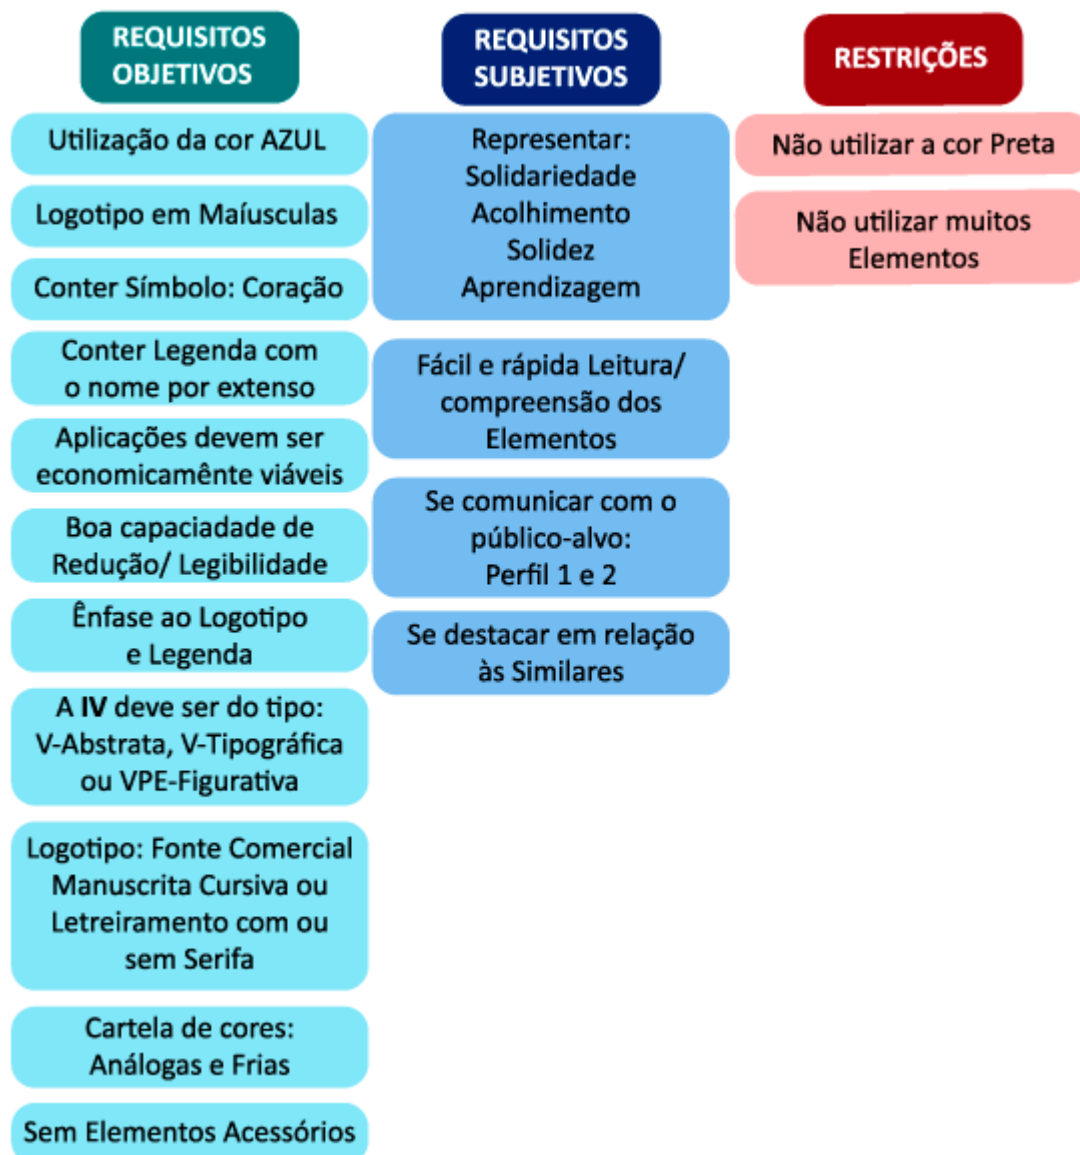 REQUISITOS
OBJETIVOS
Utilização da cor AZUL
Logotipo em Maíusculas
Conter Símbolo: Coração
Conter Legenda com
o nome por extenso
Aplicações devem ser
economicamênte viáveis
Boa capaciadade de
Redução/ Legibilidade
Ênfase ao Logotipo
e Legenda
A IV deve ser do tipo:
V-Abstrata, V-Tipográfica
ou VPE-Figurativa
Logotipo: Fonte Comercial
Manuscrita Cursiva ou
Letreiramento com ou
sem Serifa
Cartela de cores:
Análogas e Frias
Sem Elementos Acessórios
REQUISITOS
SUBJETIVOS
Representar:
Solidariedade
Acolhimento
Solidez
Aprendizagem
Fácil e rápida Leitura/
compreensão dos
Elementos
Se comunicar com o
público-alvo:
Perfil 1 e 2
Se destacar em relação
às Similares
RESTRIÇÕES
Não utilizar a cor Preta
Não utilizar muitos
Elementos